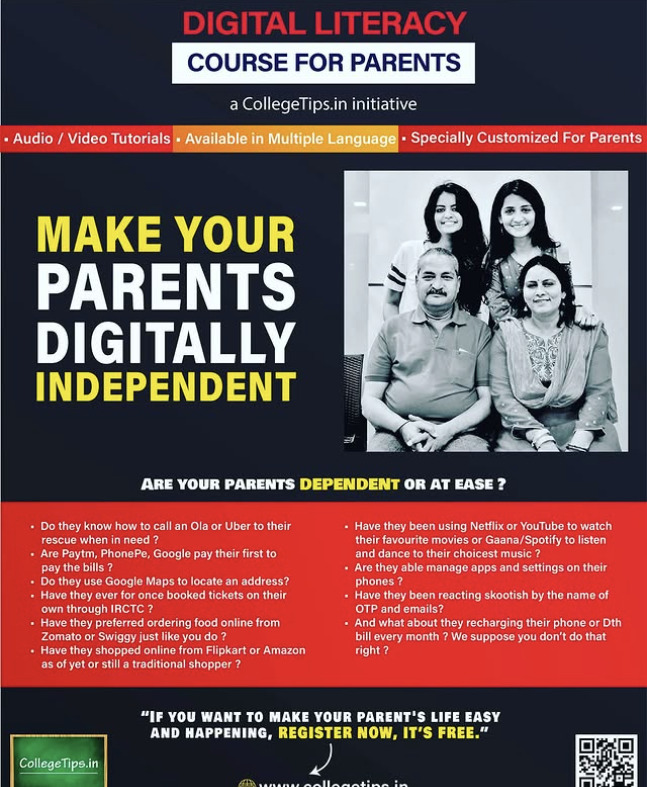 DIGITAL LITERACY
COURSE FOR PARENTS
a CollegeTips.in initiative
• Audio / Video Tutorials • Available in Multiple Language • Specially Customized For Parents
MAKE YOUR
PARENTS
DIGITALLY
INDEPENDENT
ARE YOUR PARENTS DEPENDENT OR AT EASE ?
• Do they know how to call an Ola or Uber to their
rescue when in need ?
• Are Paytm, PhonePe, Google pay their first to
pay the bills ?
• Do they use Google Maps to locate an address?
• Have they ever for once booked tickets on their
own through IRCTC ?
• Have they preferred ordering food online from
Zomato or Swiggy just like you do ?
• Have they shopped online from Flipkart or Amazon
as of yet or still a traditional shopper ?
• Have they been using Netflix or YouTube to watch
their favourite movies or Gaana/Spotify to listen
and dance to their choicest music ?
• Are they able manage apps and settings on their
phones ?
• Have they been reacting skootish by the name of
OTP and emails?
• And what about they recharging their phone or Dth
bill every month ? We suppose you don't do that
right ?
"IF YOU WANT TO MAKE YOUR PARENT'S LIFE EASY
AND HAPPENING, REGISTER NOW, IT'S FREE."
CollegeTips.in
www.collegetips.in